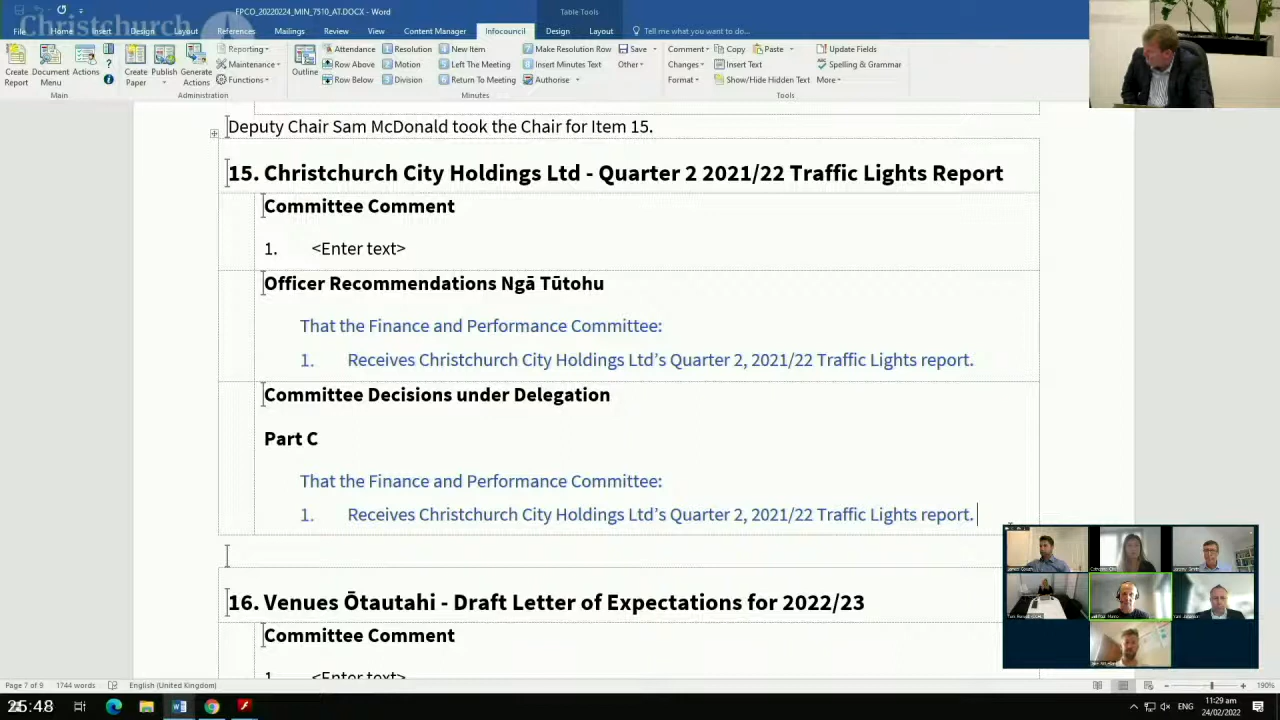 FPCO_20220224_MIN_7510_AT.DOCX - Word
Table Tools
Christchurch
File Home Insert Design Layout References Mailings Review View Content Manager Infocouncil Design Layout Tell me what you want to do...
Create Report
Document Menu
Actions
Main
Create Paper
Publish
Generate Actions
Reporting
Maintenance
Functions
Administration
Outline
Attendance
Row Above
Row Below
Resolution
Motion
Division
New Item
Left The Meeting
Return To Meeting
Make Resolution Row
Insert Minutes Text
Authorise
Save
Other
Minutes
Comment
Changes
Format
Copy
Paste
Insert Text
Show/Hide Hidden Text
Update Fields
Spelling & Grammar
More
Tools
Deputy Chair Sam McDonald took the Chair for Item 15.
15. Christchurch City Holdings Ltd - Quarter 2 2021/22 Traffic Lights Report
Committee Comment
1. <Enter text>
Officer Recommendations Ngā Tūtohu
That the Finance and Performance Committee:
1. Receives Christchurch City Holdings Ltd’s Quarter 2, 2021/22 Traffic Lights report.
Committee Decisions under Delegation
Part C
That the Finance and Performance Committee:
1. Receives Christchurch City Holdings Ltd’s Quarter 2, 2021/22 Traffic Lights report.
16. Venues Ōtautahi - Draft Letter of Expectations for 2022/23
Committee Comment
1. <Enter text>
Page 7 of 9 1744 words English (United Kingdom)
190%
25:48
ENG
11:29 am
24/02/2022